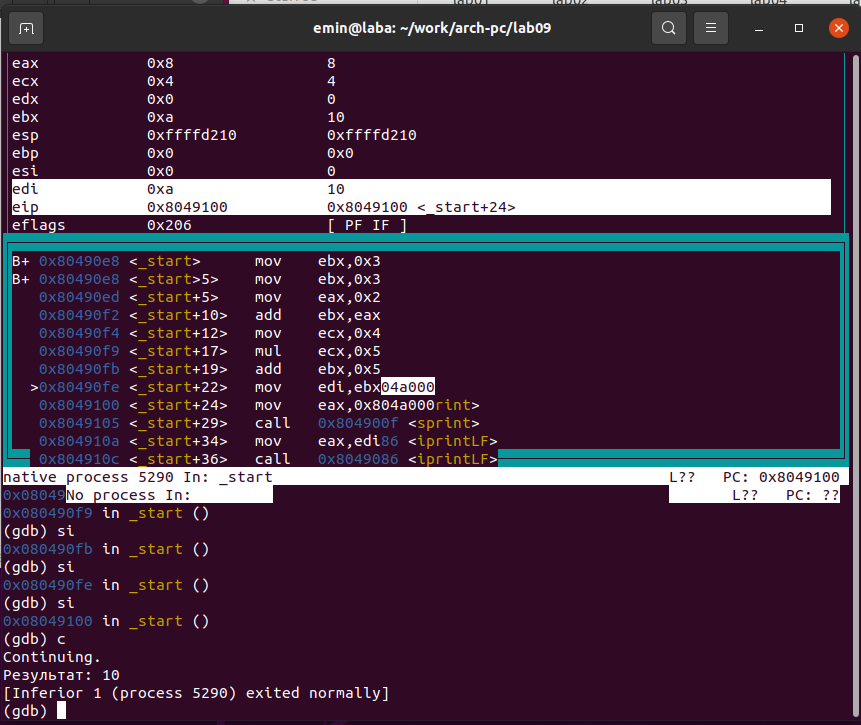 emin@laba: ~/work/arch-pc/lab09
eax 0x8 8
ecx 0x4 4
edx 0x0 0
ebx 0xa 10
esp 0xffffd210 0xffffd210
ebp 0x0 0x0
esi 0x0 0
edi 0xa 10
eip 0x8049100 0x8049100 <_start+24>
eflags 0x206 [ PF IF ]
B+ 0x80490e8 <_start> mov ebx,0x3
B+ 0x80490e8 <_start>5> mov ebx,0x3
0x80490ed <_start+5> mov eax,0x2
0x80490f2 <_start+10> add ebx,eax
0x80490f4 <_start+12> mov ecx,0x4
0x80490f9 <_start+17> mul ecx,0x5
0x80490fb <_start+19> add ebx,0x5
>0x80490fe <_start+22> mov edi,ebx04a000
0x8049100 <_start+24> mov eax,0x804a000rint>
0x8049105 <_start+29> call 0x804900f <sprint>
0x804910a <_start+34> mov eax,edi86 <iprintLF>
0x804910c <_start+36> call 0x8049086 <iprintLF>
native process 5290 In: _start L?? PC: 0x8049100
0x08049No process In: L?? PC: ??
0x080490f9 in _start ()
(gdb) si
0x080490fb in _start ()
(gdb) si
0x080490fe in _start ()
(gdb) si
0x08049100 in _start ()
(gdb) c
Continuing.
Результат: 10
[Inferior 1 (process 5290) exited normally]
(gdb)